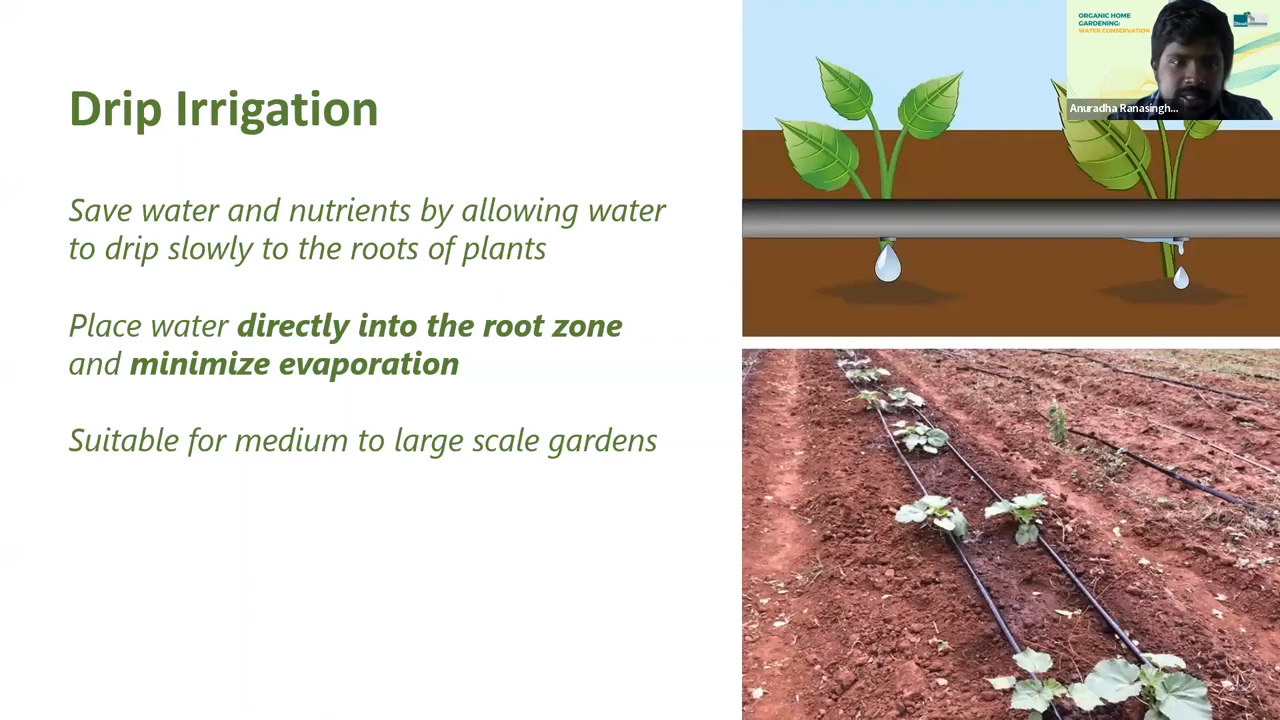 Drip Irrigation
Save water and nutrients by allowing water
to drip slowly to the roots of plants
Place water directly into the root zone
and minimize evaporation
Suitable for medium to large scale gardens
ORGANIC HOME
GARDENING:
WATER CONSERVATION
Anuradha Ranasingh...